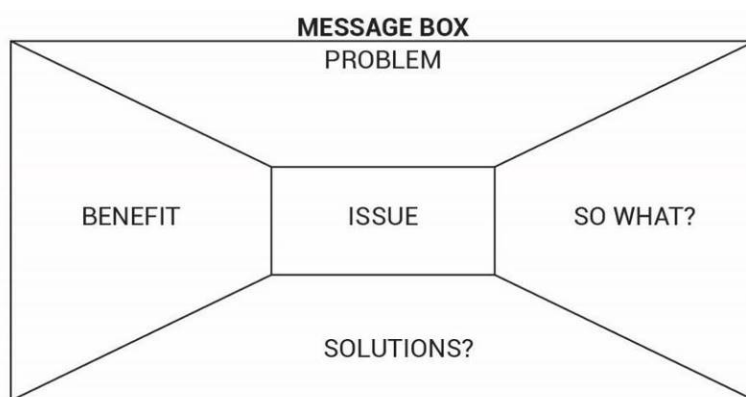 MESSAGE BOX
PROBLEM
BENEFIT
ISSUE
SO WHAT?
SOLUTIONS?